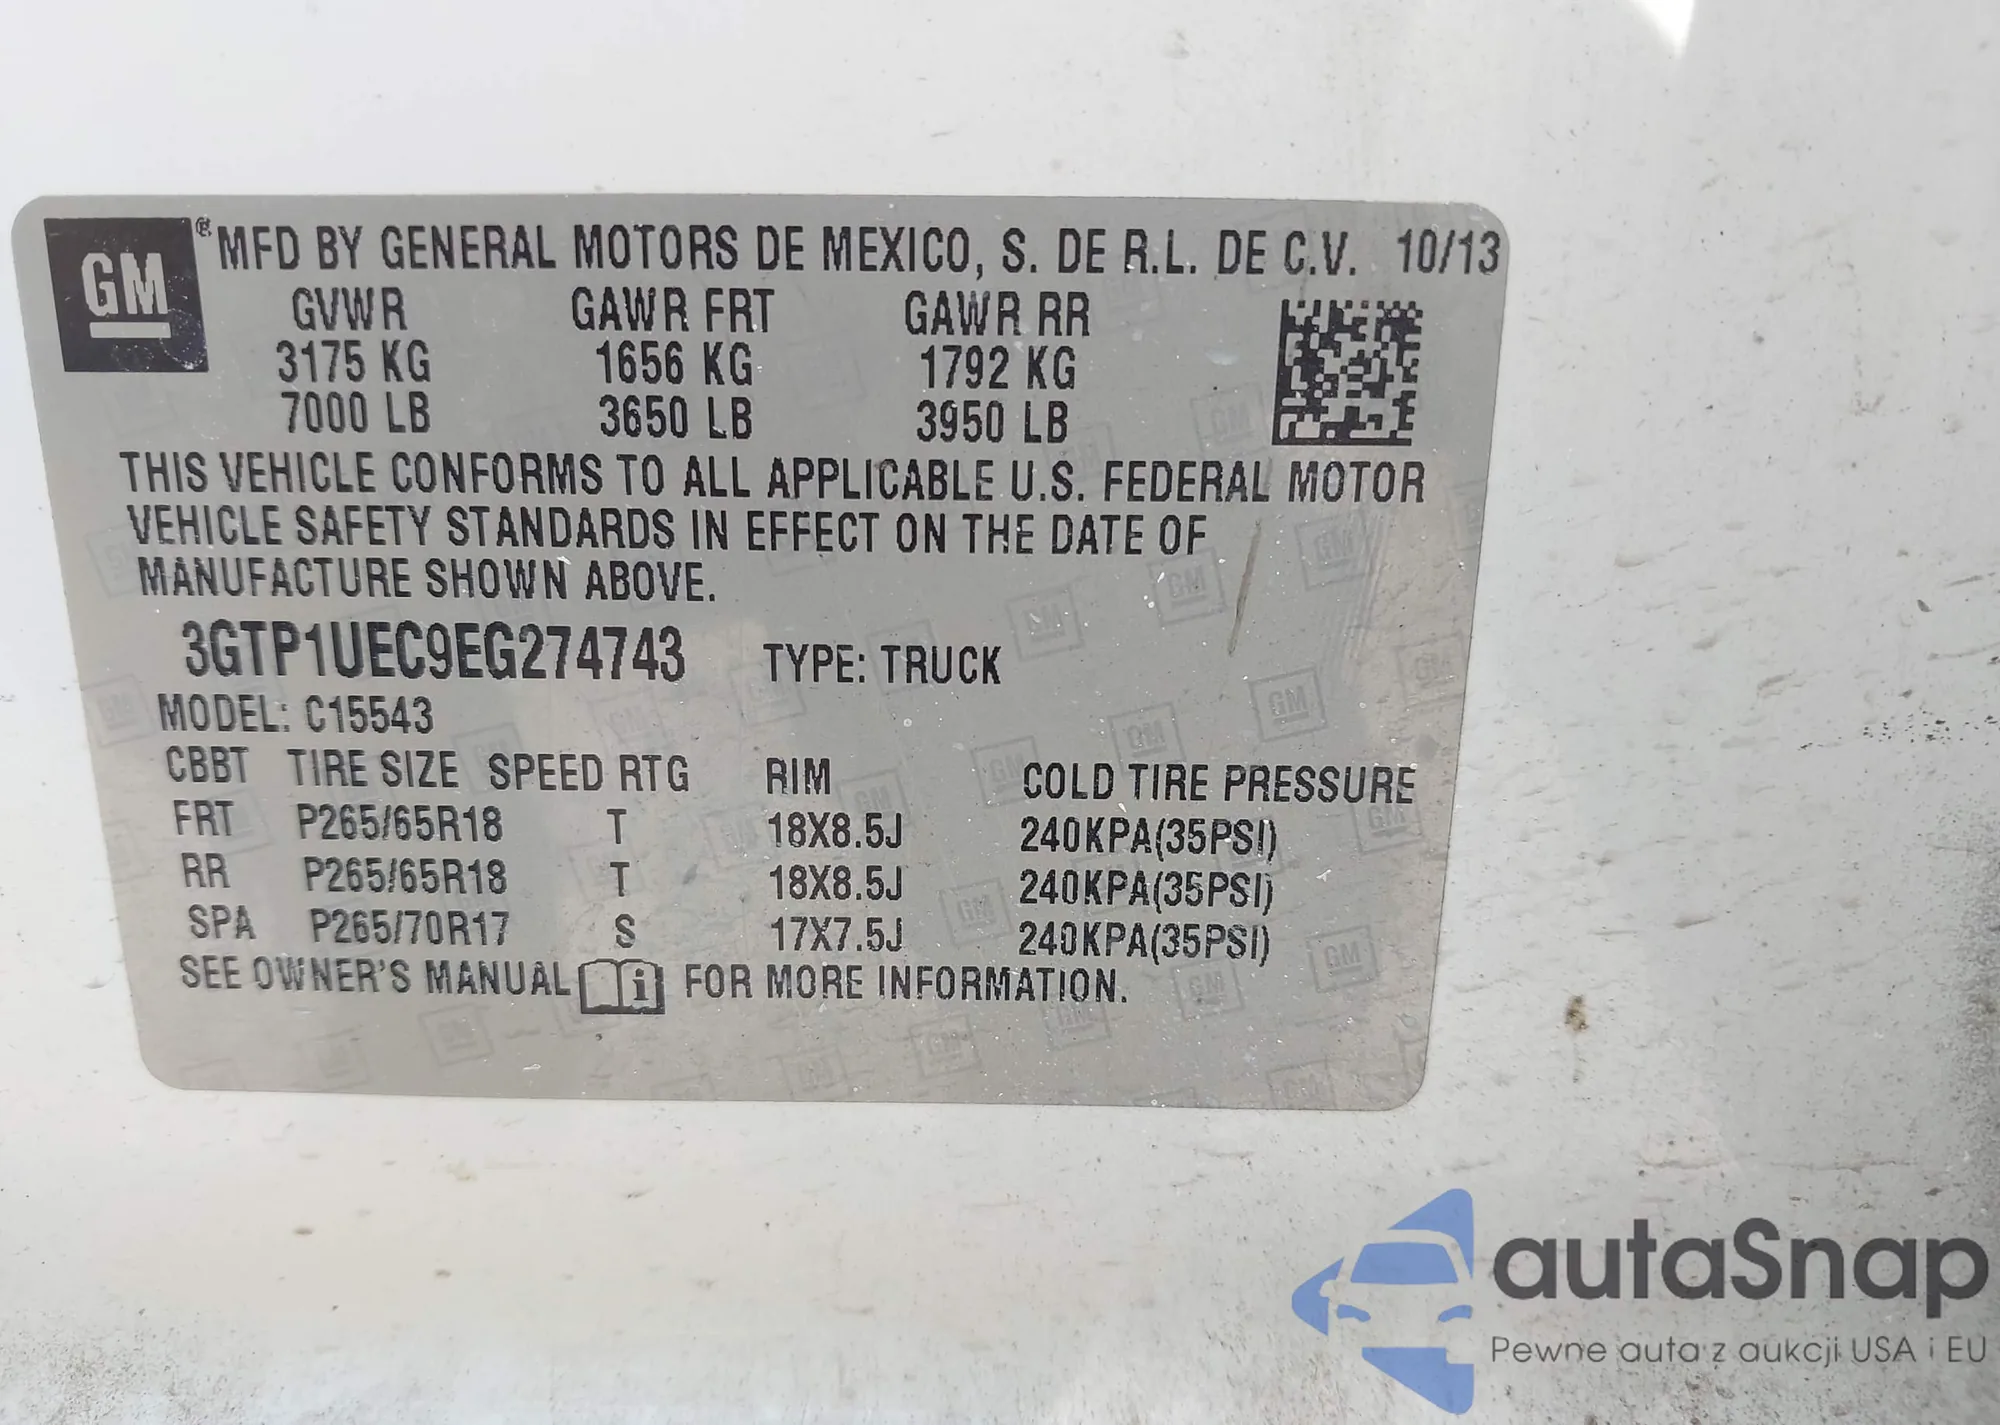 GM ® MFD BY GENERAL MOTORS DE MEXICO, S. DE R.L. DE C.V. 10/13
GVWR GAWR FRT GAWR RR
3175 KG 1656 KG 1792 KG
7000 LB 3650 LB 3950 LB
THIS VEHICLE CONFORMS TO ALL APPLICABLE U.S. FEDERAL MOTOR
VEHICLE SAFETY STANDARDS IN EFFECT ON THE DATE OF
MANUFACTURE SHOWN ABOVE.
3GTP1UEC9EG274743 TYPE: TRUCK
MODEL: C15543
CBBT TIRE SIZE SPEED RTG RIM COLD TIRE PRESSURE
FRT P265/65R18 T 18X8.5J 240KPA(35PSI)
RR P265/65R18 T 18X8.5J 240KPA(35PSI)
SPA P265/70R17 S 17X7.5J 240KPA(35PSI)
SEE OWNER'S MANUAL i FOR MORE INFORMATION.
autaSnap
Pewne auta z aukcji USA i EU